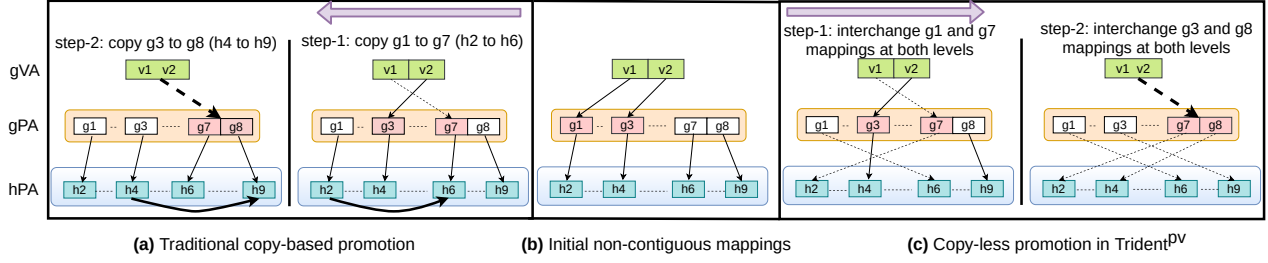 step-2: copy g3 to g8 (h4 to h9)
step-1: copy g1 to g7 (h2 to h6)
step-1: interchange g1 and g7
mappings at both levels
step-2: interchange g3 and g8
mappings at both levels
gVA
v1 v2
v1 v2
v1 v2
v1 v2
v1 v2
gPA
g1 .. g3 ...... g7 g8
g1 .. g3 ...... g7 g8
g1 .. g3 ...... g7 g8
g1 .. g3 ...... g7 g8
g1 .. g3 ...... g7 g8
hPA
h2 h4 h6 h9
h2 h4 h6 h9
h2 h4 h6 h9
h2 h4 h6 h9
h2 h4 h6 h9
(a) Traditional copy-based promotion
(b) Initial non-contiguous mappings
(c) Copy-less promotion in Trident^pv